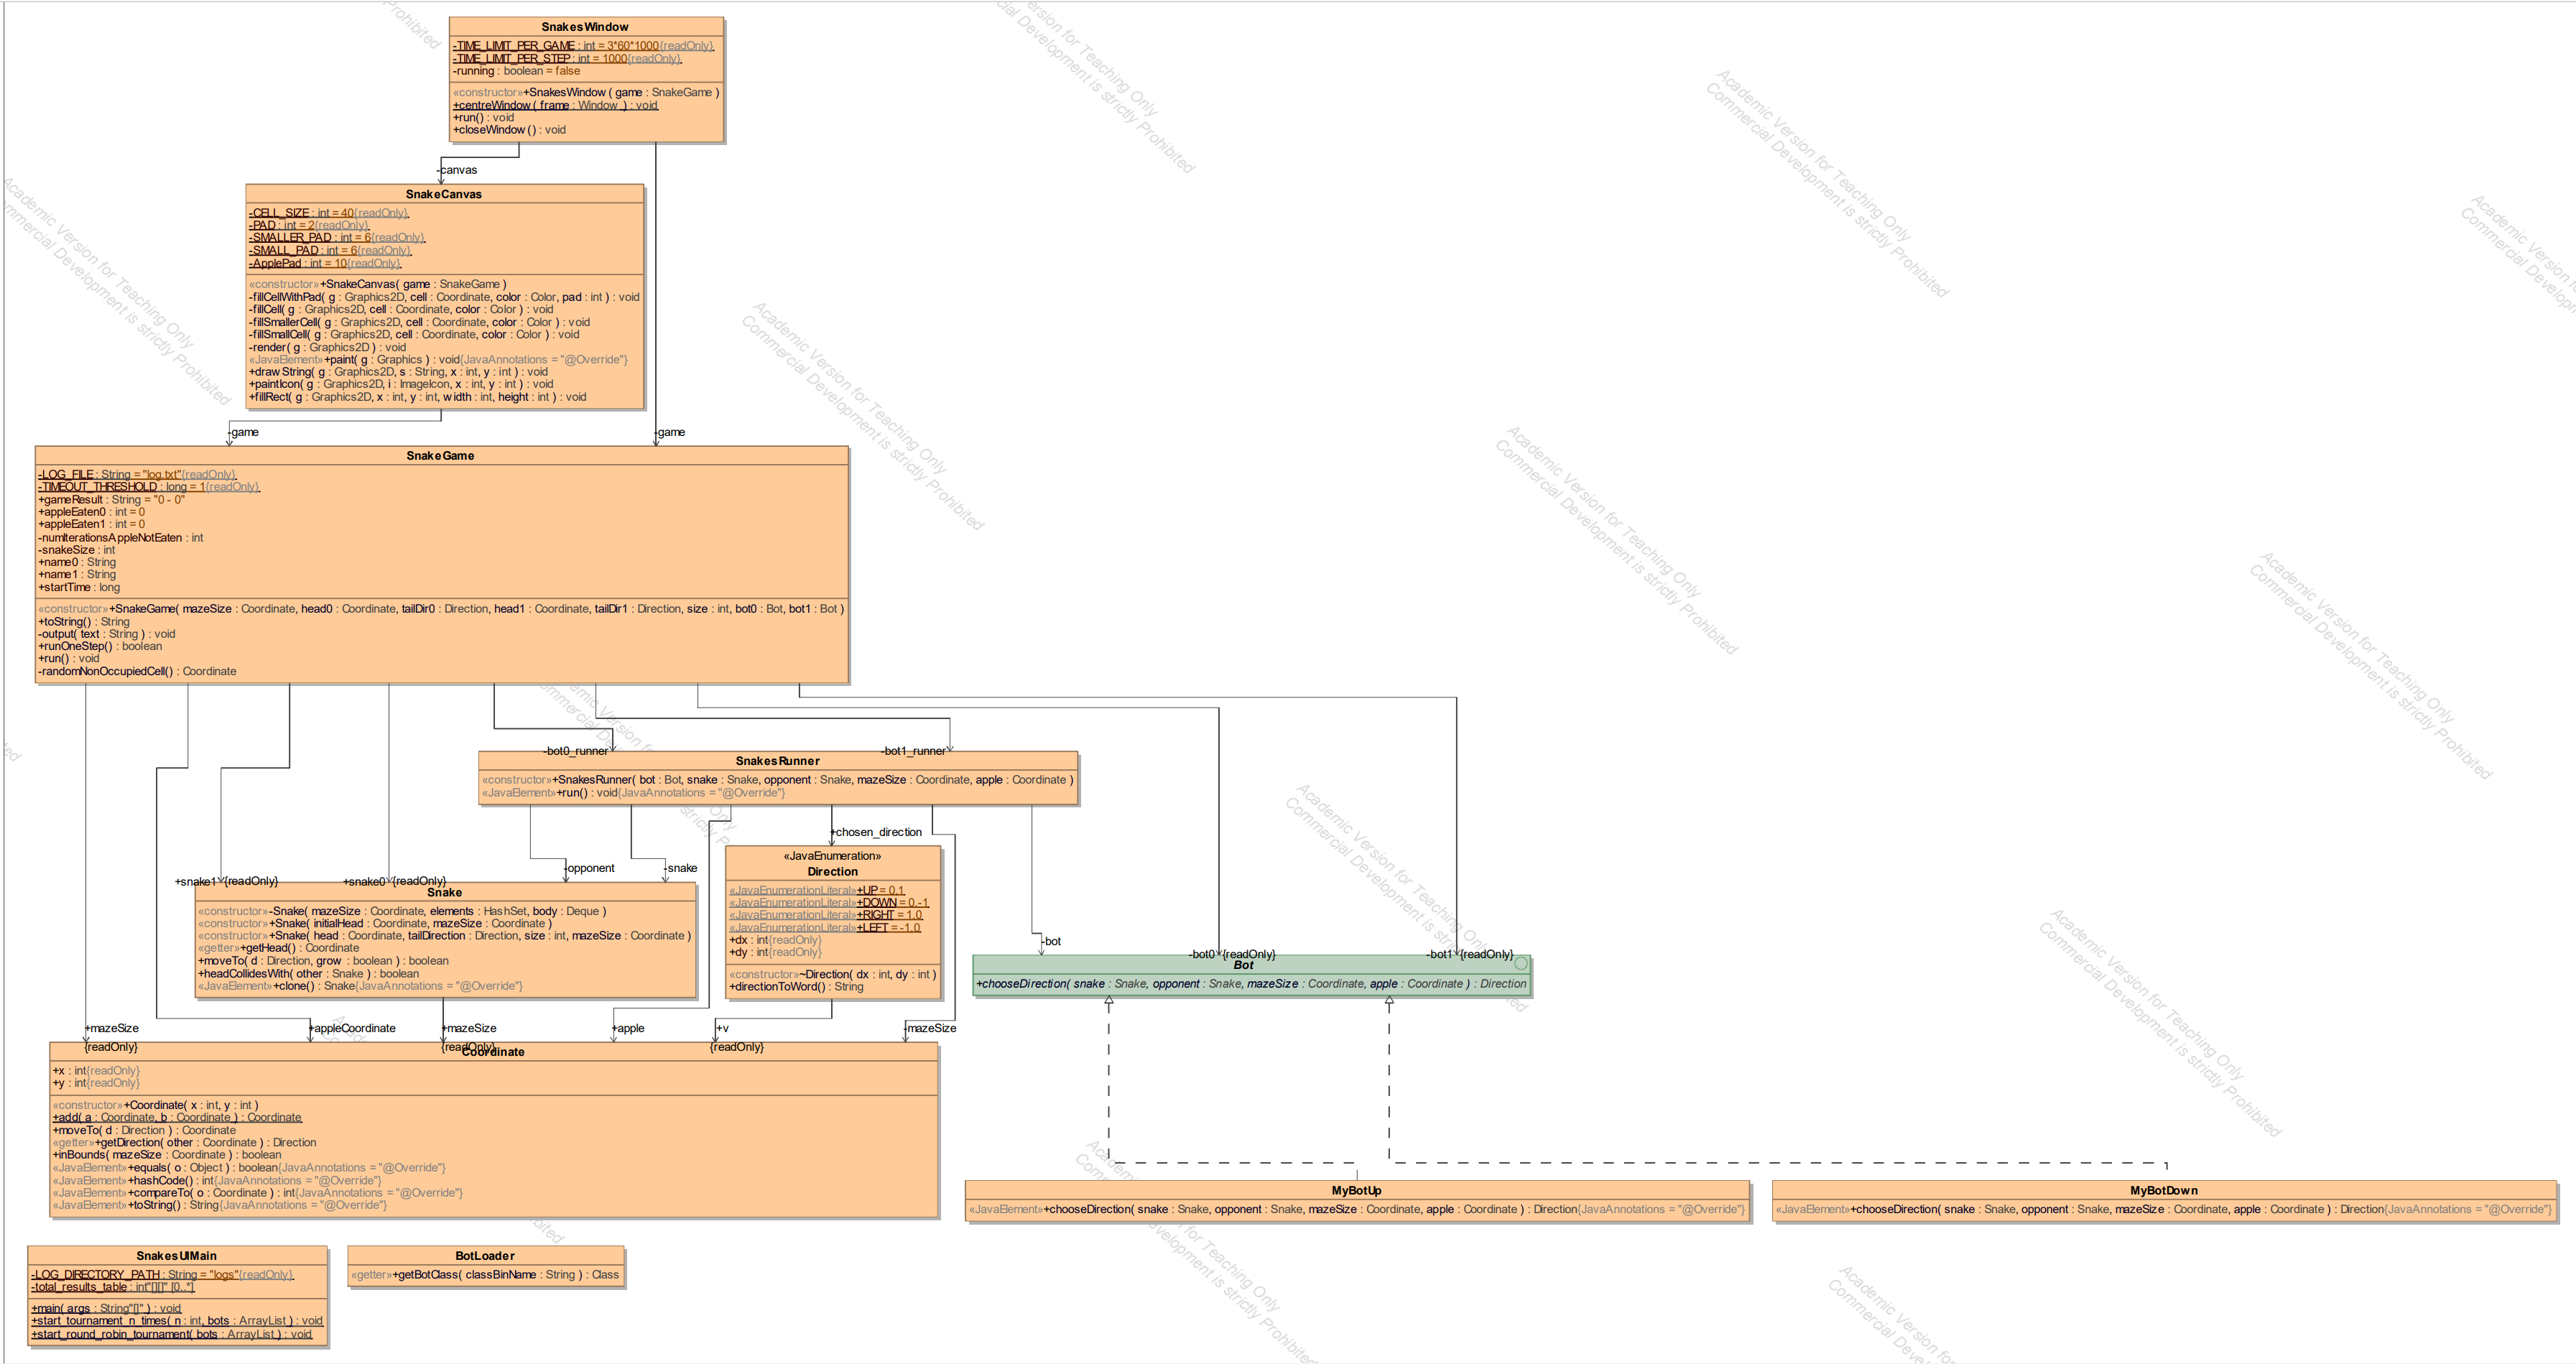 SnakesWindow
-TIME_LIMIT_PER_GAME : int = 3*60*1000{readOnly}
-TIME_LIMIT_PER_STEP : int = 1000{readOnly}
-running : boolean = false
«constructor»+SnakesWindow( game : SnakeGame )
+centreWindow( frame : Window ) : void
+run() : void
+closeWindow() : void
-canvas
SnakeCanvas
-CELL_SIZE : int = 40{readOnly}
-PAD : int = 2{readOnly}
-SMALLER_PAD : int = 6{readOnly}
-SMALL_PAD : int = 6{readOnly}
-ApplePad : int = 10{readOnly}
«constructor»+SnakeCanvas( game : SnakeGame )
-fillCellWithPad( g : Graphics2D, cell : Coordinate, color : Color, pad : int ) : void
-fillCell( g : Graphics2D, cell : Coordinate, color : Color ) : void
-fillSmallerCell( g : Graphics2D, cell : Coordinate, color : Color ) : void
-fillSmallCell( g : Graphics2D, cell : Coordinate, color : Color ) : void
-render( g : Graphics2D ) : void
«JavaElement»+paint( g : Graphics ) : void{JavaAnnotations = "@Override"}
+drawString( g : Graphics2D, s : String, x : int, y : int ) : void
+paintIcon( g : Graphics2D, i : ImageIcon, x : int, y : int ) : void
+fillRect( g : Graphics2D, x : int, y : int, width : int, height : int ) : void
-game
-game
SnakeGame
-LOG_FILE : String = "log.txt"{readOnly}
-TIMEOUT_THRESHOLD : long = 1{readOnly}
+gameResult : String = "0 - 0"
+appleEaten0 : int = 0
+appleEaten1 : int = 0
-numIterationsAppleNotEaten : int
-snakeSize : int
+name0 : String
+name1 : String
+startTime : long
«constructor»+SnakeGame( mazeSize : Coordinate, head0 : Coordinate, tailDir0 : Direction, head1 : Coordinate, tailDir1 : Direction, size : int, bot0 : Bot, bot1 : Bot )
+toString() : String
-output( text : String ) : void
+runOneStep() : boolean
+run() : void
-randomNonOccupiedCell() : Coordinate
-bot0_runner
-bot1_runner
SnakesRunner
«constructor»+SnakesRunner( bot : Bot, snake : Snake, opponent : Snake, mazeSize : Coordinate, apple : Coordinate )
«JavaElement»+run() : void{JavaAnnotations = "@Override"}
+chosen_direction
-opponent
-snake
+snake1 {readOnly}
+snake0 {readOnly}
Snake
«constructor»-Snake( mazeSize : Coordinate, elements : HashSet, body : Deque )
«constructor»+Snake( initialHead : Coordinate, mazeSize : Coordinate )
«constructor»+Snake( head : Coordinate, tailDirection : Direction, size : int, mazeSize : Coordinate )
«getter»+getHead() : Coordinate
+moveTo( d : Direction, grow : boolean ) : boolean
+headCollidesWith( other : Snake ) : boolean
«JavaElement»+clone() : Snake{JavaAnnotations = "@Override"}
«JavaEnumeration»
Direction
«JavaEnumerationLiteral»+UP = 0,1
«JavaEnumerationLiteral»+DOWN = 0,-1
«JavaEnumerationLiteral»+RIGHT = 1,0
«JavaEnumerationLiteral»+LEFT = -1,0
+dx : int{readOnly}
+dy : int{readOnly}
«constructor»~Direction( dx : int, dy : int )
+directionToWord() : String
-bot
-bot0 {readOnly}
-bot1 {readOnly}
Bot
+chooseDirection( snake : Snake, opponent : Snake, mazeSize : Coordinate, apple : Coordinate ) : Direction
+mazeSize
{readOnly}
+appleCoordinate
+mazeSize
{readOnly}
+apple
+v
{readOnly}
-mazeSize
Coordinate
+x : int{readOnly}
+y : int{readOnly}
«constructor»+Coordinate( x : int, y : int )
+add( a : Coordinate, b : Coordinate ) : Coordinate
+moveTo( d : Direction ) : Coordinate
«getter»+getDirection( other : Coordinate ) : Direction
+inBounds( mazeSize : Coordinate ) : boolean
«JavaElement»+equals( o : Object ) : boolean{JavaAnnotations = "@Override"}
«JavaElement»+hashCode() : int{JavaAnnotations = "@Override"}
«JavaElement»+compareTo( o : Coordinate ) : int{JavaAnnotations = "@Override"}
«JavaElement»+toString() : String{JavaAnnotations = "@Override"}
MyBotUp
«JavaElement»+chooseDirection( snake : Snake, opponent : Snake, mazeSize : Coordinate, apple : Coordinate ) : Direction{JavaAnnotations = "@Override"}
MyBotDown
«JavaElement»+chooseDirection( snake : Snake, opponent : Snake, mazeSize : Coordinate, apple : Coordinate ) : Direction{JavaAnnotations = "@Override"}
SnakesUIMain
-LOG_DIRECTORY_PATH : String = "logs"{readOnly}
-total_results_table : int"[][]" [0..*]
+main( args : String"[]" ) : void
+start_tournament_n_times( n : int, bots : ArrayList ) : void
+start_round_robin_tournament( bots : ArrayList ) : void
BotLoader
«getter»+getBotClass( classBinName : String ) : Class
Academic Version for Teaching Only
Commercial Development is strictly Prohibited